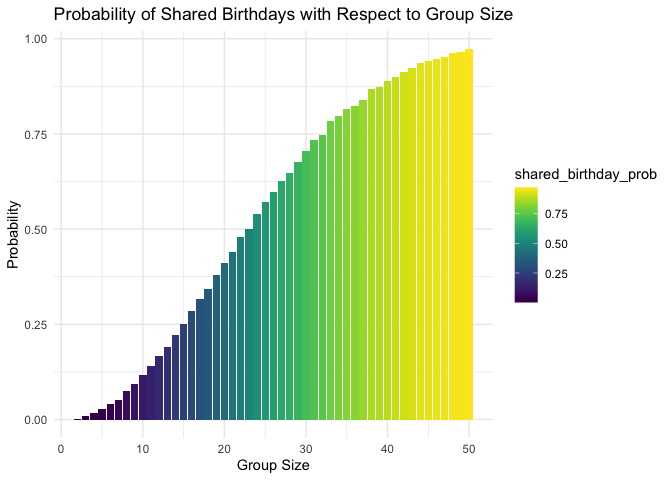 Probability of Shared Birthdays with Respect to Group Size
1.00
0.75
0.50
0.25
0.00
Probability
0 10 20 30 40 50
Group Size
shared_birthday_prob
0.75
0.50
0.25